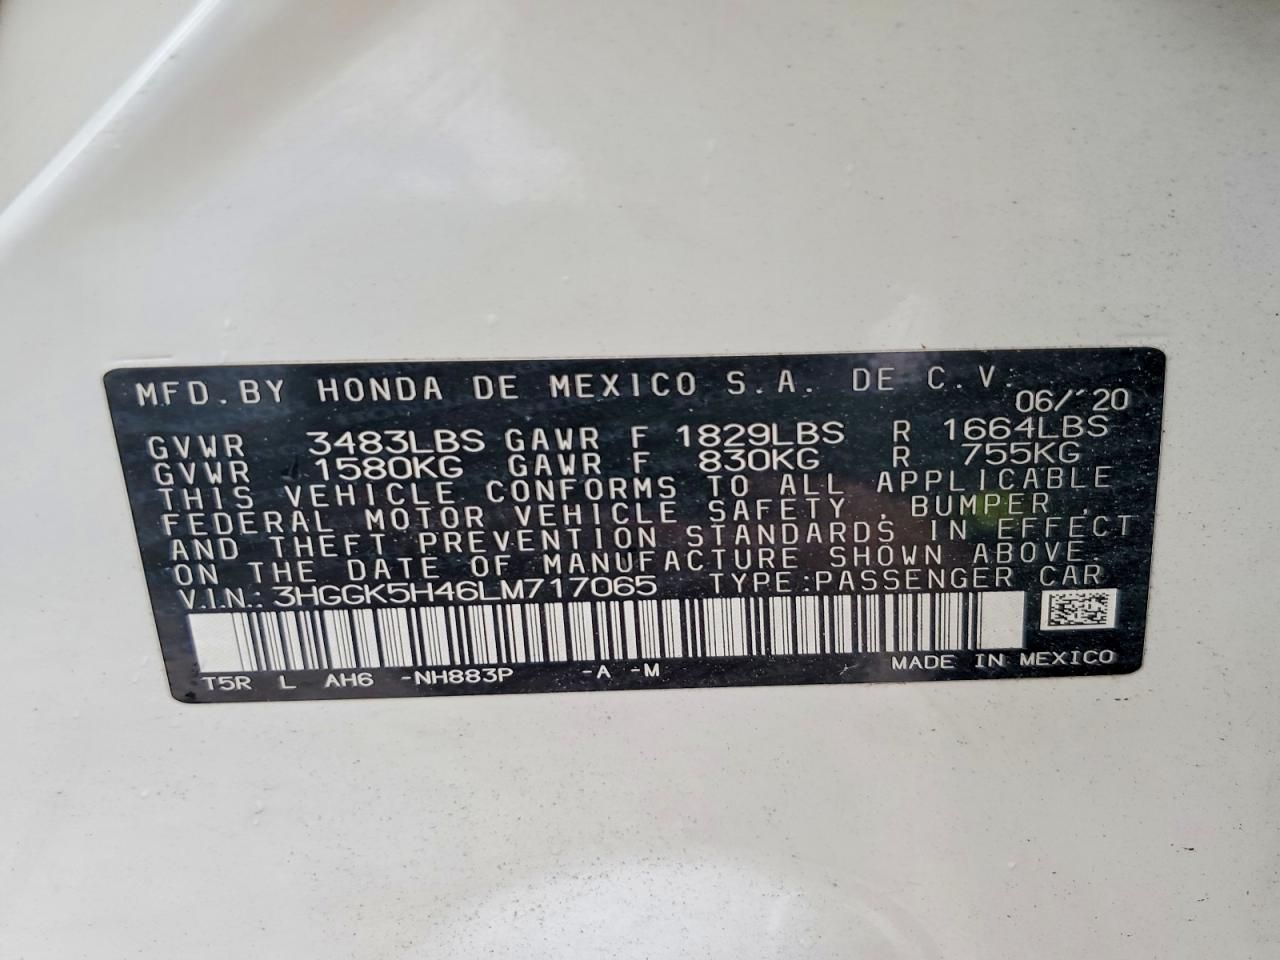 MFD.BY HONDA DE MEXICO S.A. DE C.V.
06/'20
GVWR 3483LBS GAWR F 1829LBS R 1664LBS
GVWR 1580KG GAWR F 830KG R 755KG
THIS VEHICLE CONFORMS TO ALL APPLICABLE
FEDERAL MOTOR VEHICLE SAFETY, BUMPER,
AND THEFT PREVENTION STANDARDS IN EFFECT
ON THE DATE OF MANUFACTURE SHOWN ABOVE
V.I.N.: 3HGGK5H46LM717065 TYPE:PASSENGER CAR
T5R L AH6 -NH883P -A -M MADE IN MEXICO